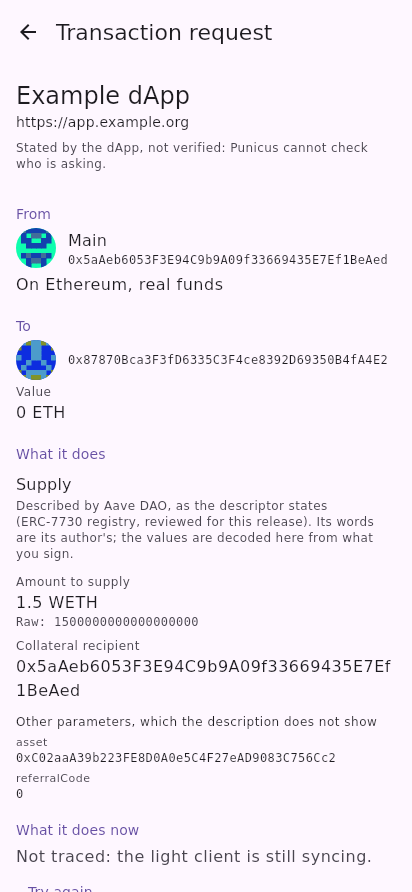 Transaction request
Example dApp
https://app.example.org
Stated by the dApp, not verified: Punicus cannot check
who is asking.
From
Main
0x5aAeb6053F3E94C9b9A09f33669435E7Ef1BeAed
On Ethereum, real funds
To
0x87870Bca3F3fD6335C3F4ce8392D69350B4fA4E2
Value
0 ETH
What it does
Supply
Described by Aave DAO, as the descriptor states
(ERC-7730 registry, reviewed for this release). Its words
are its author's; the values are decoded here from what
you sign.
Amount to supply
1.5 WETH
Raw: 1500000000000000000
Collateral recipient
0x5aAeb6053F3E94C9b9A09f33669435E7Ef
1BeAed
Other parameters, which the description does not show
asset
0xC02aaA39b223FE8D0A0e5C4F27eAD9083C756Cc2
referralCode
0
What it does now
Not traced: the light client is still syncing.
Try again